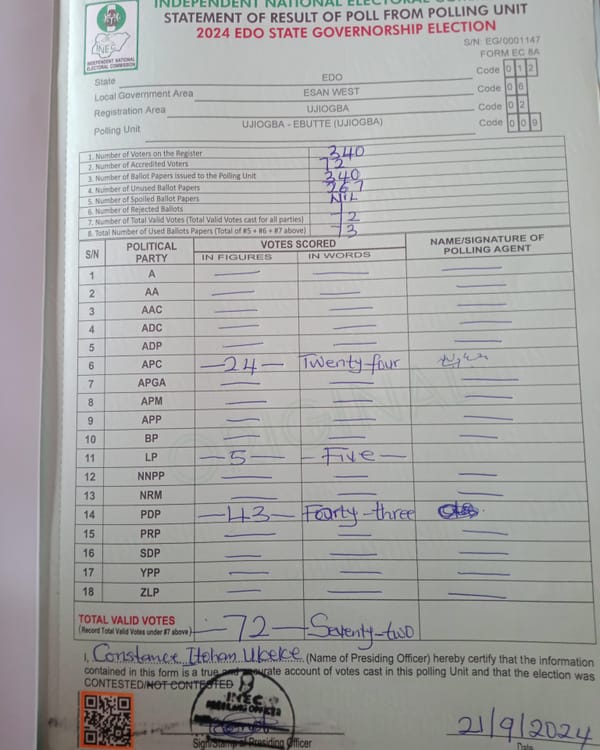 INDEPENDENT NATIONAL ELECTORAL
STATEMENT OF RESULT OF POLL FROM POLLING UNIT
2024 EDO STATE GOVERNORSHIP ELECTION
INEC
INDEPENDENT NATIONAL
ELECTORAL COMMISSION
S/N: EG/0001147
FORM EC 8A
State EDO Code 0 1 2
Local Government Area ESAN WEST Code 0 6
Registration Area UJIOGBA Code 0 2
Polling Unit UJIOGBA - EBUTTE (UJIOGBA) Code 0 0 9
1. Number of Voters on the Register 340
2. Number of Accredited Voters 72
3. Number of Ballot Papers issued to the Polling Unit 340
4. Number of Unused Ballot Papers 267
5. Number of Spoiled Ballot Papers NIL
6. Number of Rejected Ballots
7. Number of Total Valid Votes (Total Valid Votes cast for all parties) 72
8. Total Number of Used Ballots Papers (Total of #5 + #6 + #7 above) 73
S/N POLITICAL PARTY VOTES SCORED NAME/SIGNATURE OF POLLING AGENT
IN FIGURES IN WORDS
1 A — — —
2 AA — — —
3 AAC — — —
4 ADC — — —
5 ADP — — —
6 APC —24— Twenty-four
7 APGA — — —
8 APM — — —
9 APP — — —
10 BP — — —
11 LP —5— — Five —
12 NNPP — — —
13 NRM — — —
14 PDP —43— Fourty-three
15 PRP — — —
16 SDP — — —
17 YPP — — —
18 ZLP — — —
ORIGINAL
TOTAL VALID VOTES
(Record Total Valid Votes under #7 above) —72— Seventy-two
I, Constance Itohan Ukeke (Name of Presiding Officer) hereby certify that the information
contained in this form is a true and accurate account of votes cast in this polling Unit and that the election was
CONTESTED/NOT CONTESTED
INEC
PRESIDING OFFICER
Sign/Stamp of Presiding Officer
21/9/2024
Date